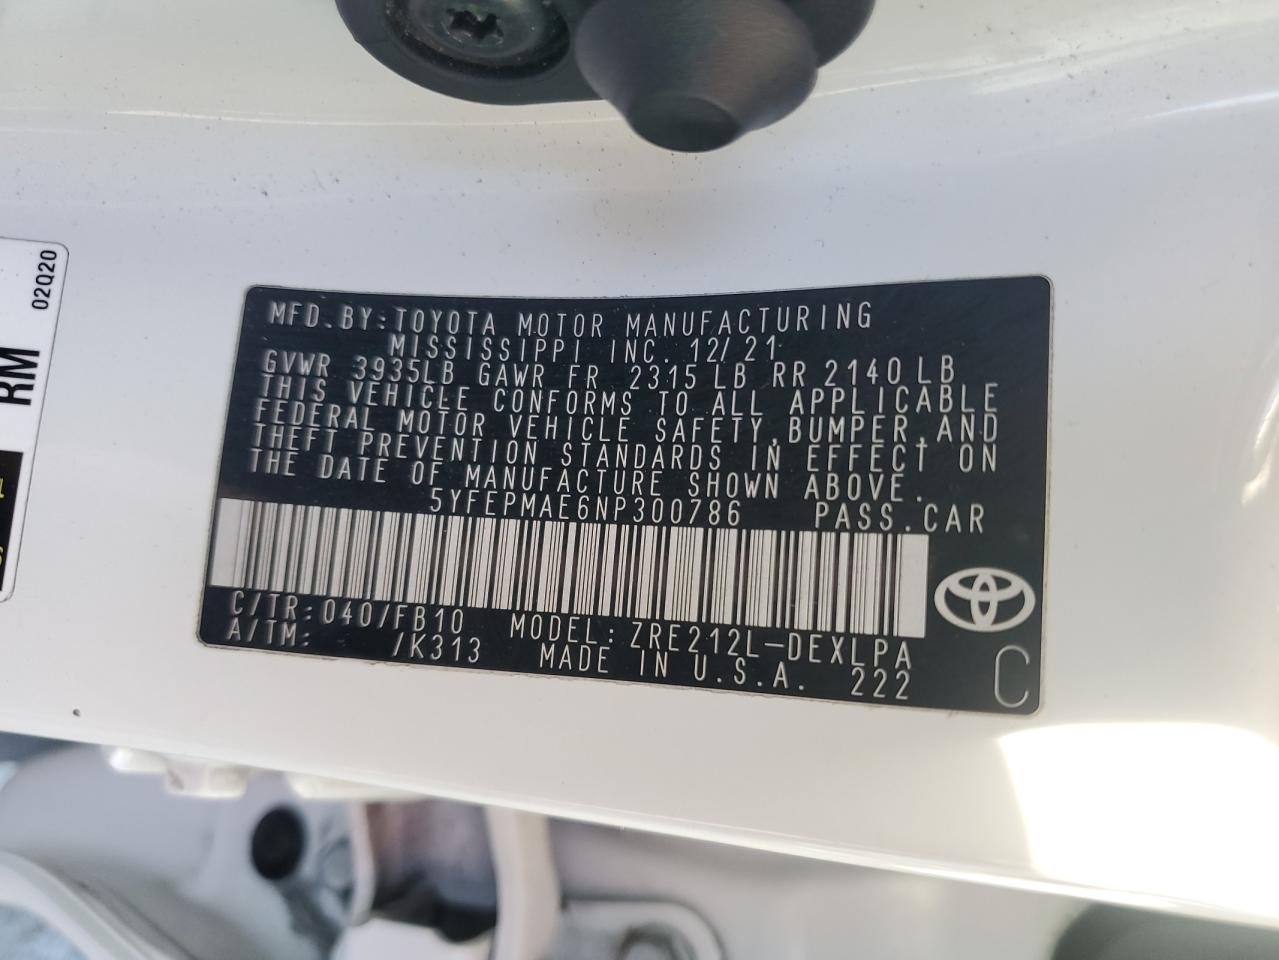 02Q20
RM
MFD.BY:TOYOTA MOTOR MANUFACTURING
MISSISSIPPI INC. 12/21
GVWR 3935LB GAWR FR 2315 LB RR 2140 LB
THIS VEHICLE CONFORMS TO ALL APPLICABLE
FEDERAL MOTOR VEHICLE SAFETY,BUMPER,AND
THEFT PREVENTION STANDARDS IN EFFECT ON
THE DATE OF MANUFACTURE SHOWN ABOVE.
5YFEPMAE6NP300786 PASS.CAR
C/TR:040/FB10 MODEL:ZRE212L-DEXLPA
A/TM: /K313 MADE IN U.S.A. 222
C